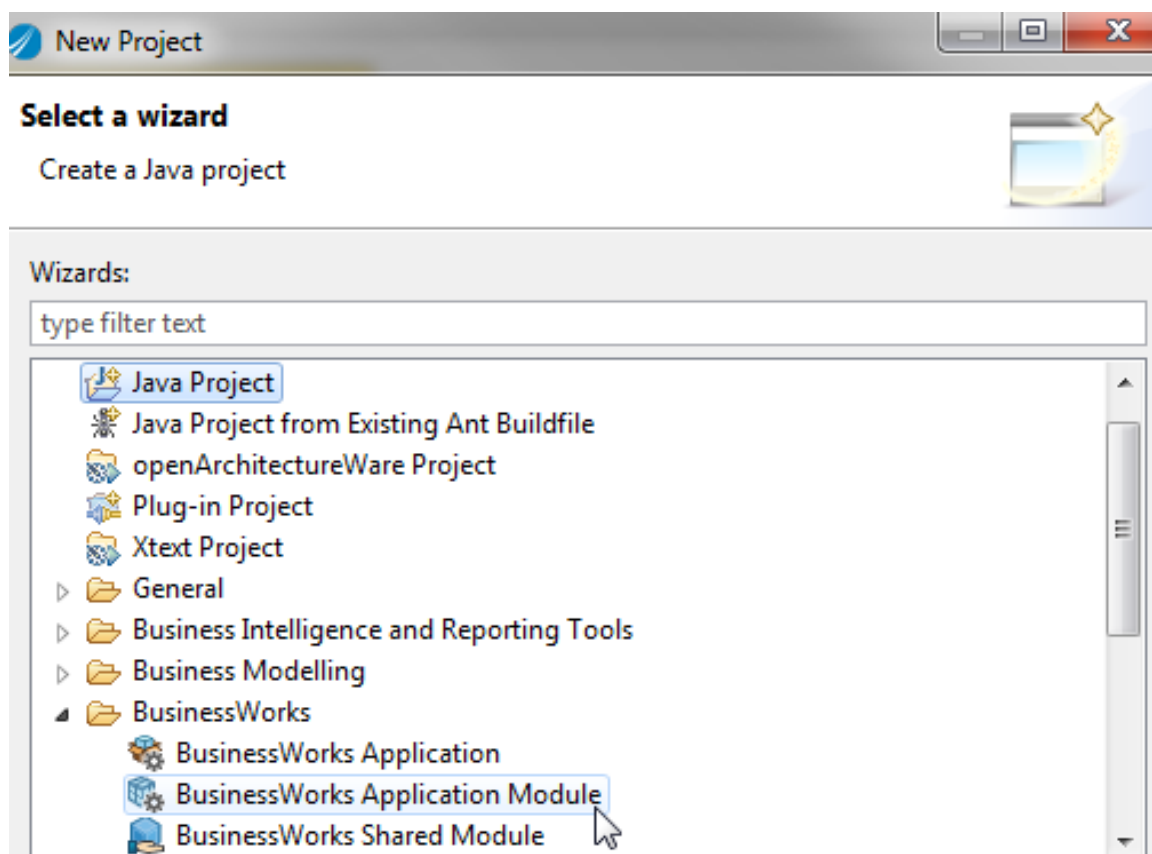 New Project
Select a wizard
Create a Java project
Wizards:
type filter text
Java Project
Java Project from Existing Ant Buildfile
openArchitectureWare Project
Plug-in Project
Xtext Project
General
Business Intelligence and Reporting Tools
Business Modelling
BusinessWorks
BusinessWorks Application
BusinessWorks Application Module
BusinessWorks Shared Module